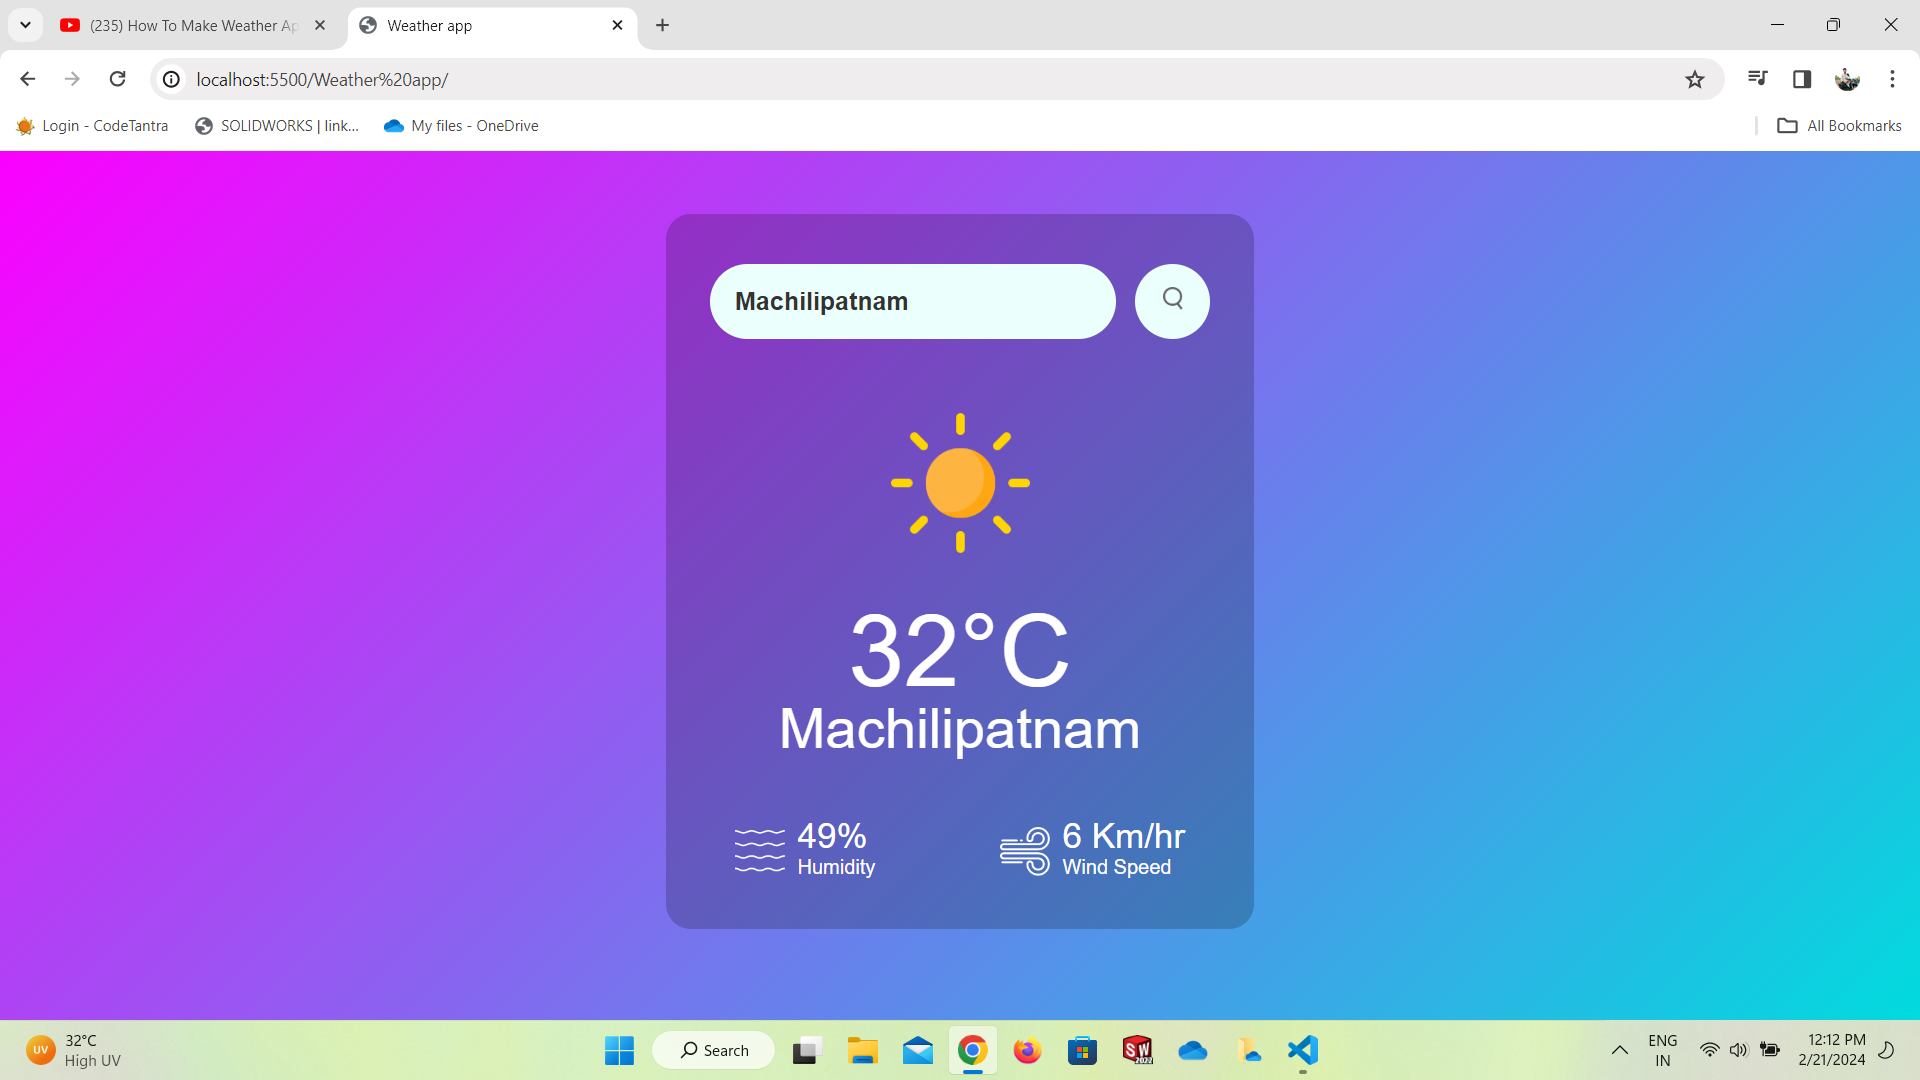 (235) How To Make Weather Ap
Weather app
localhost:5500/Weather%20app/
Login - CodeTantra
SOLIDWORKS | link...
My files - OneDrive
All Bookmarks
Machilipatnam
32°C
Machilipatnam
49%
Humidity
6 Km/hr
Wind Speed
UV
32°C
High UV
Search
SW
2022
ENG
IN
12:12 PM
2/21/2024